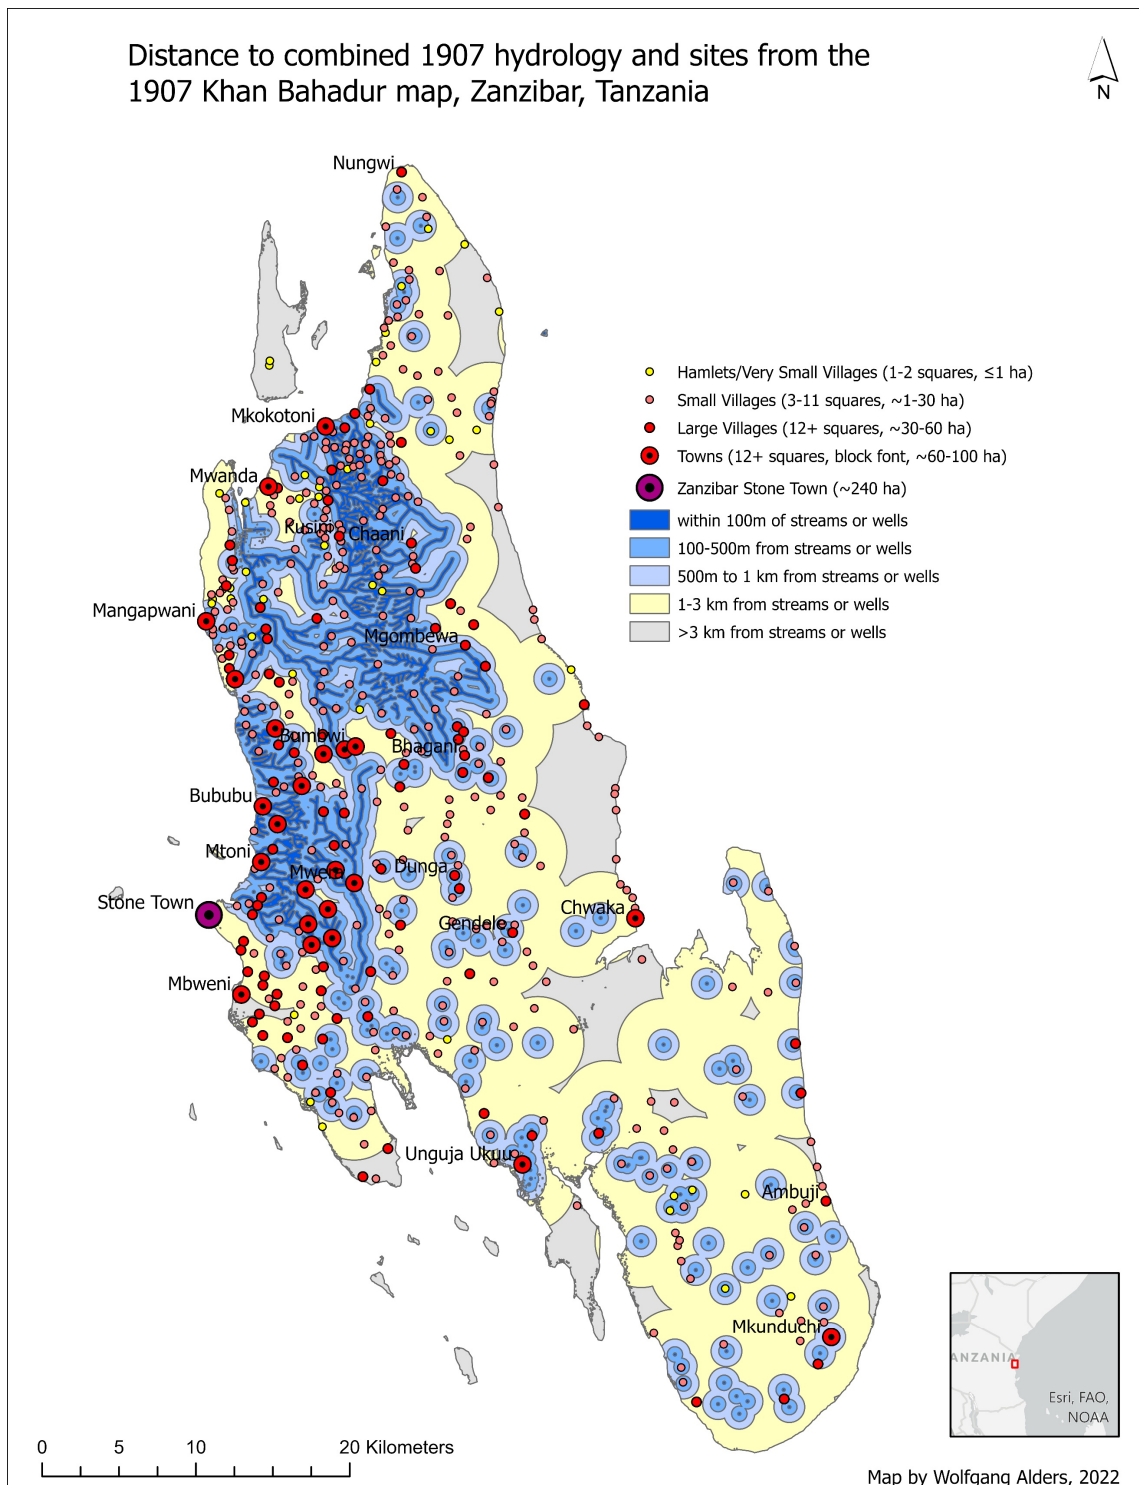 Distance to combined 1907 hydrology and sites from the
1907 Khan Bahadur map, Zanzibar, Tanzania
N
Nungwi
Hamlets/Very Small Villages (1-2 squares, ≤1 ha)
Small Villages (3-11 squares, ~1-30 ha)
Large Villages (12+ squares, ~30-60 ha)
Towns (12+ squares, block font, ~60-100 ha)
Zanzibar Stone Town (~240 ha)
within 100m of streams or wells
100-500m from streams or wells
500m to 1 km from streams or wells
1-3 km from streams or wells
>3 km from streams or wells
Mkokotoni
Mwanda
Kusini
Chaani
Mangapwani
Mgombewa
Bumbwi
Bhagani
Bububu
Mtoni
Mwera
Dunga
Stone Town
Chwaka
Gendele
Mbweni
Unguja Ukuu
Ambuji
Mkunduchi
ANZANIA
Esri, FAO,
NOAA
0 5 10 20 Kilometers
Map by Wolfgang Alders, 2022